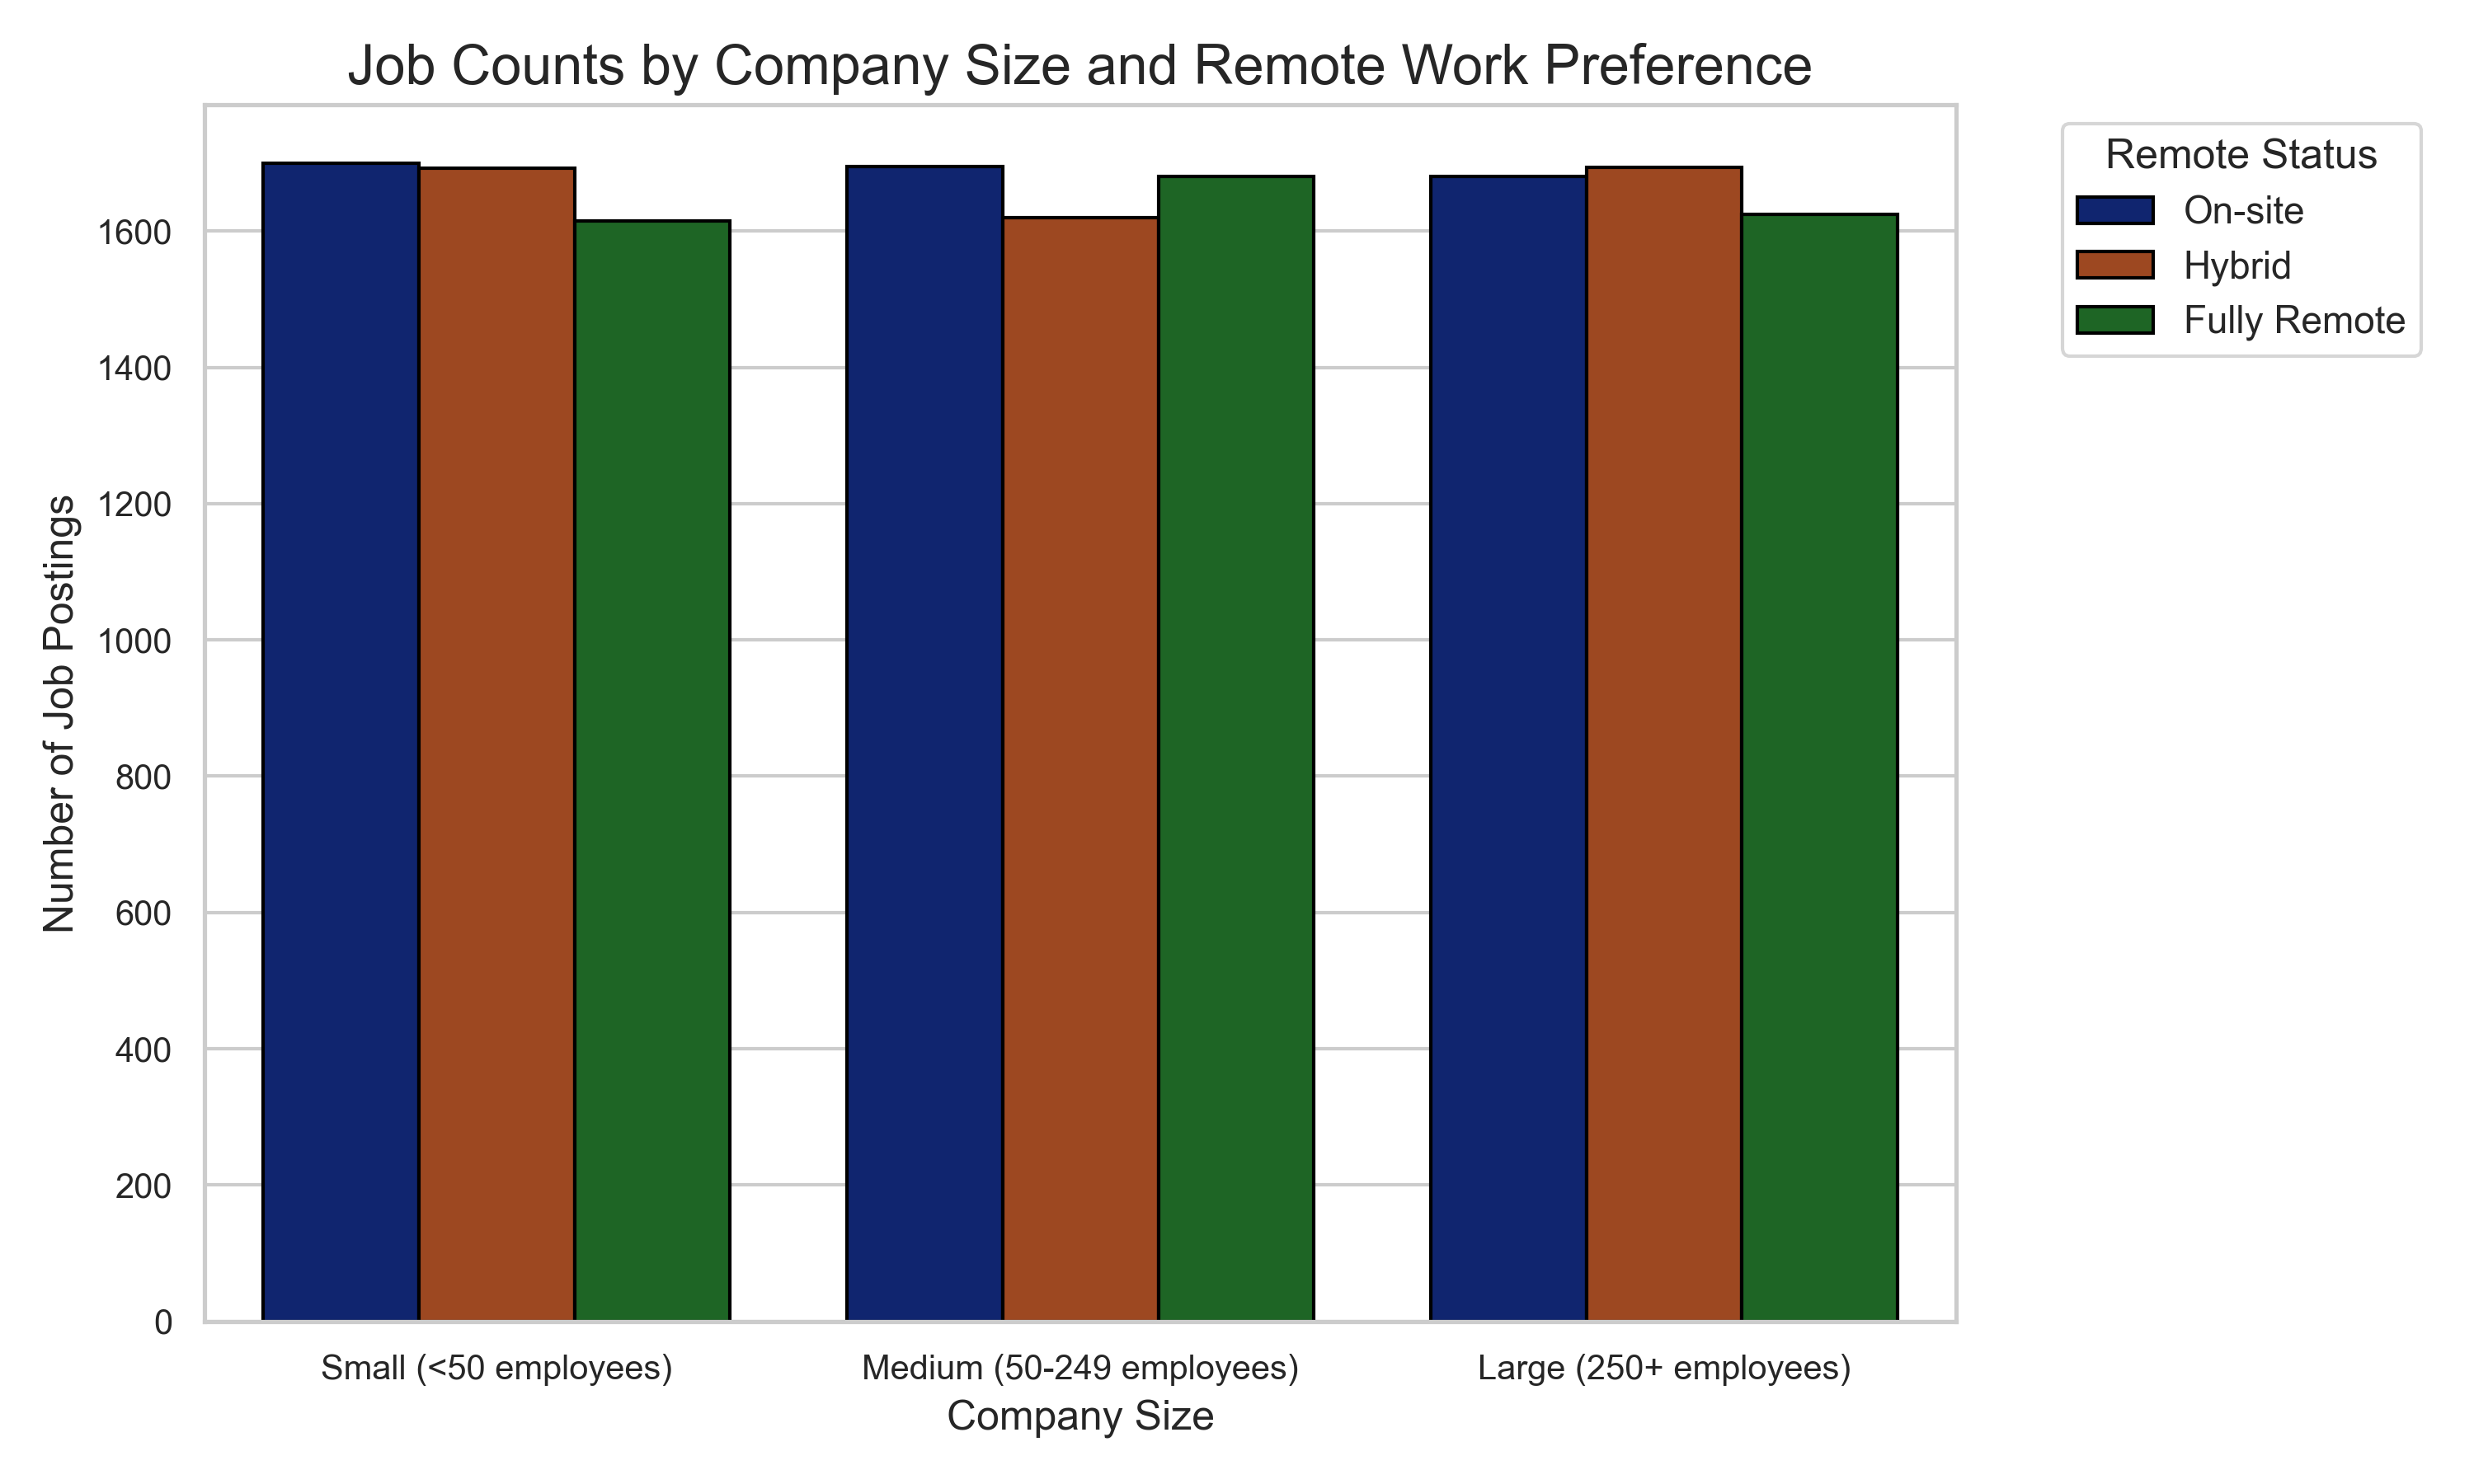 Job Counts by Company Size and Remote Work Preference
Number of Job Postings
1600
1400
1200
1000
800
600
400
200
0
Small (<50 employees)
Medium (50-249 employees)
Large (250+ employees)
Company Size
Remote Status
On-site
Hybrid
Fully Remote